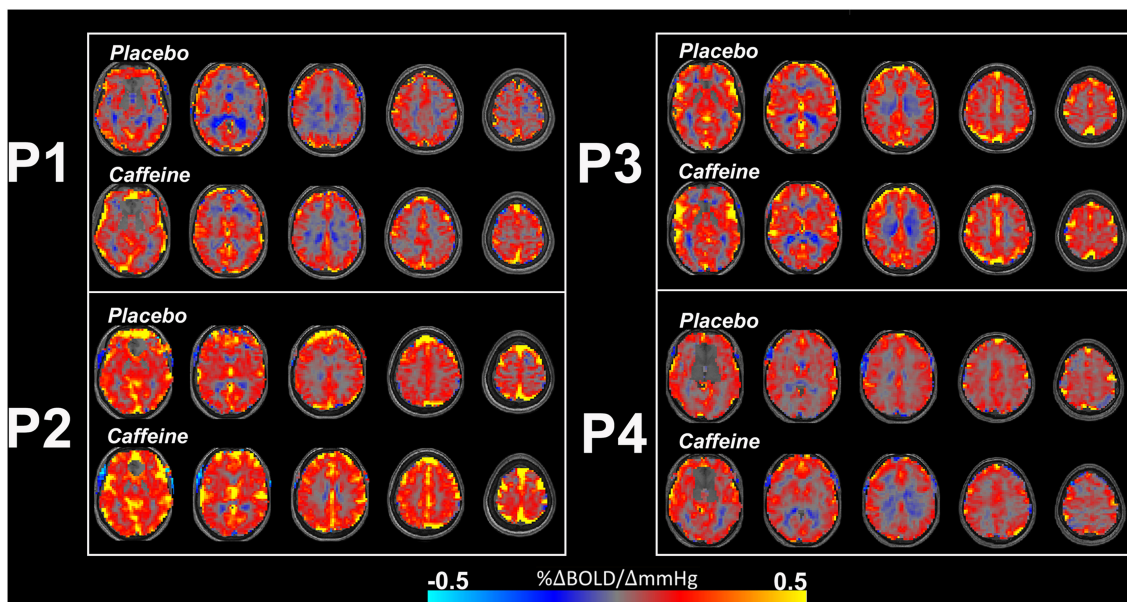 P1
Placebo
Caffeine
P2
Placebo
Caffeine
P3
Placebo
Caffeine
P4
Placebo
Caffeine
-0.5 %ΔBOLD/ΔmmHg 0.5